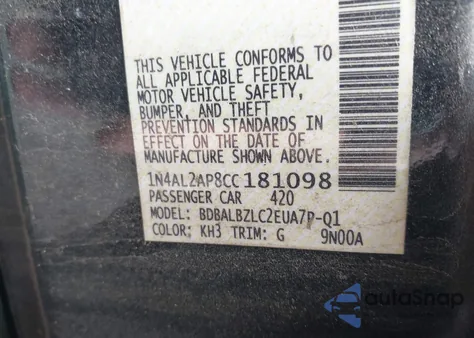 THIS VEHICLE CONFORMS TO
ALL APPLICABLE FEDERAL
MOTOR VEHICLE SAFETY,
BUMPER, AND THEFT
PREVENTION STANDARDS IN
EFFECT ON THE DATE OF
MANUFACTURE SHOWN ABOVE.
1N4AL2AP8CC181098
PASSENGER CAR 420
MODEL: BDBALBZLC2EUA7P-Q1
COLOR: KH3 TRIM: G 9N00A
autoSnap